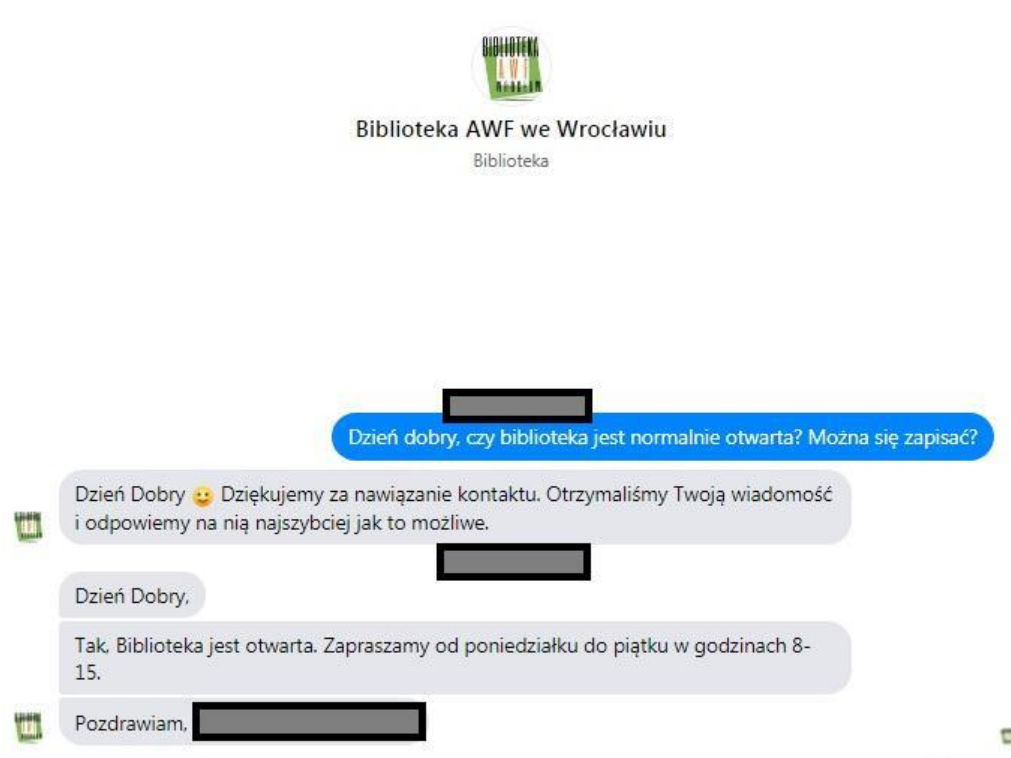 BIBLIOTEKA
AWF
Biblioteka AWF we Wrocławiu
Biblioteka
Dzień dobry, czy biblioteka jest normalnie otwarta? Można się zapisać?
Dzień Dobry 🙂 Dziękujemy za nawiązanie kontaktu. Otrzymaliśmy Twoją wiadomość
i odpowiemy na nią najszybciej jak to możliwe.
Dzień Dobry,
Tak, Biblioteka jest otwarta. Zapraszamy od poniedziałku do piątku w godzinach 8-
15.
Pozdrawiam,